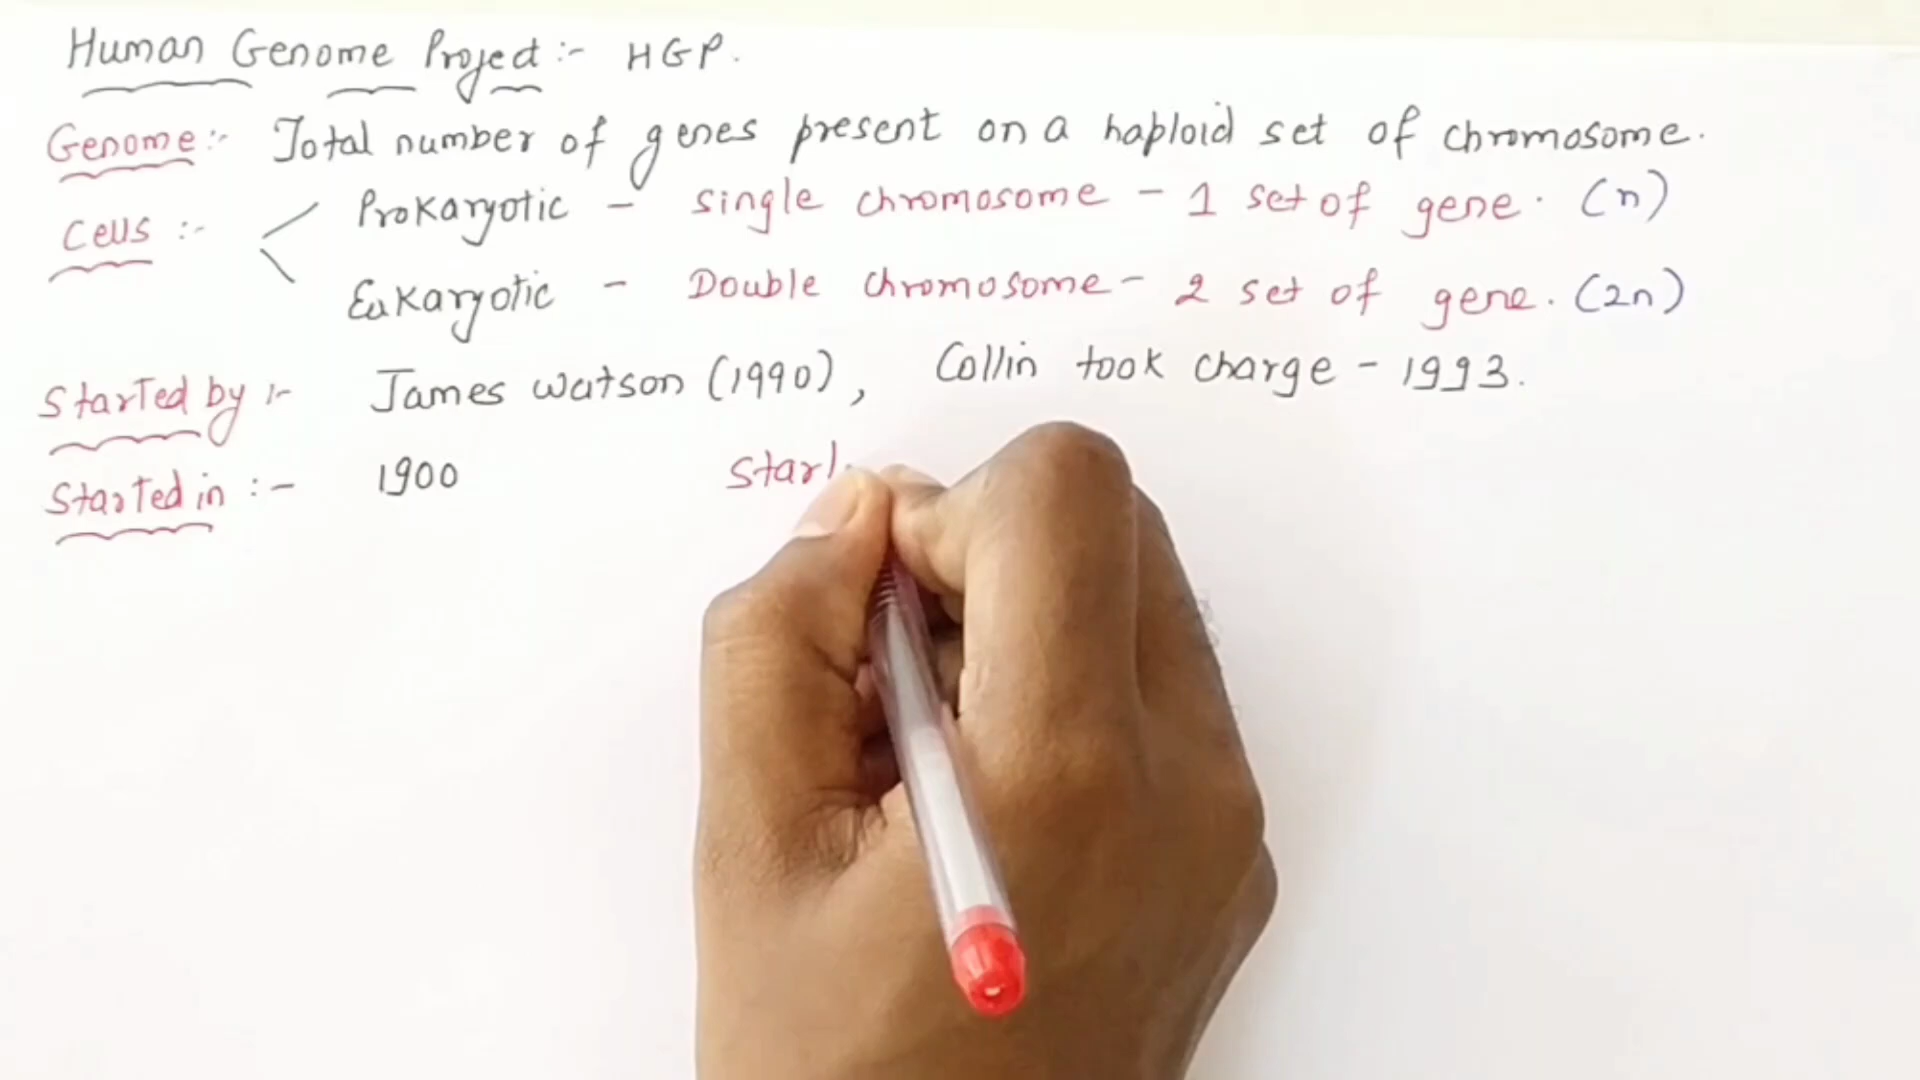 Human Genome Project :- HGP.
Genome :- Total number of genes present on a haploid set of chromosome.
Cells :- Prokaryotic - single chromosome - 1 set of gene. (n)
Eukaryotic - Double chromosome - 2 set of gene. (2n)
Started by :- James Watson (1990), Collin took charge - 1993.
Started in :- 1900